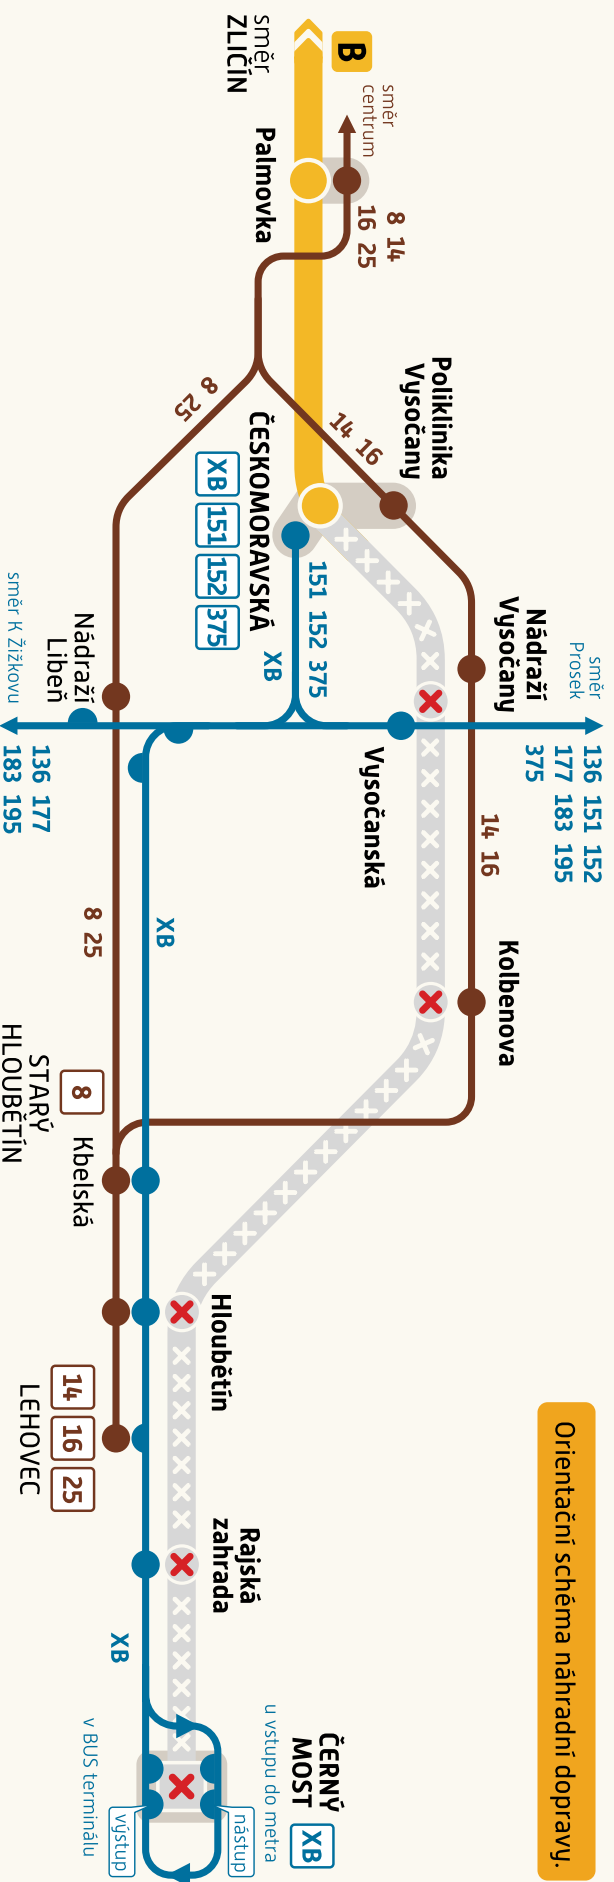 Orientační schéma náhradní dopravy.
B
směr
ZLIČÍN
směr
centrum
Palmovka
8 14
16 25
8 25
14 16
Poliklinika
Vysočany
ČESKOMORAVSKÁ
XB 151 152 375
151 152 375
XB
Nádraží
Vysočany
směr
Prosek
136 151 152
177 183 195
375
Vysočanská
14 16
Nádraží
Libeň
směr K Žižkovu
136 177
183 195
XB
8 25
Kolbenova
8
STARÝ
HLOUBĚTÍN
Kbelská
Hloubětín
14 16 25
LEHOVEC
Rajská
zahrada
XB
ČERNÝ
MOST
XB
u vstupu do metra
nástup
výstup
v BUS terminálu